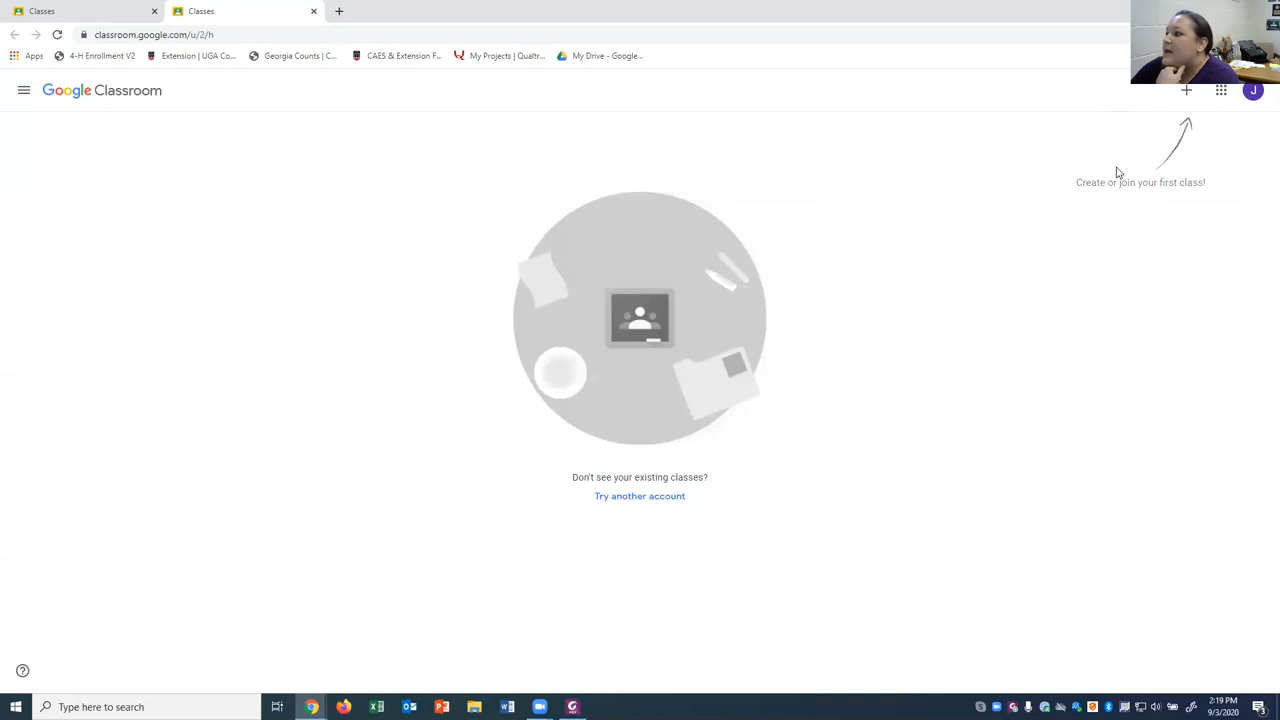 Classes
Classes
classroom.google.com/u/2/h
Apps
4-H Enrollment V2
Extension | UGA Co...
Georgia Counts | C...
CAES & Extension F...
My Projects | Qualtr...
My Drive - Google...
Google Classroom
J
Create or join your first class!
Don't see your existing classes?
Try another account
Type here to search
2:19 PM
9/3/2020